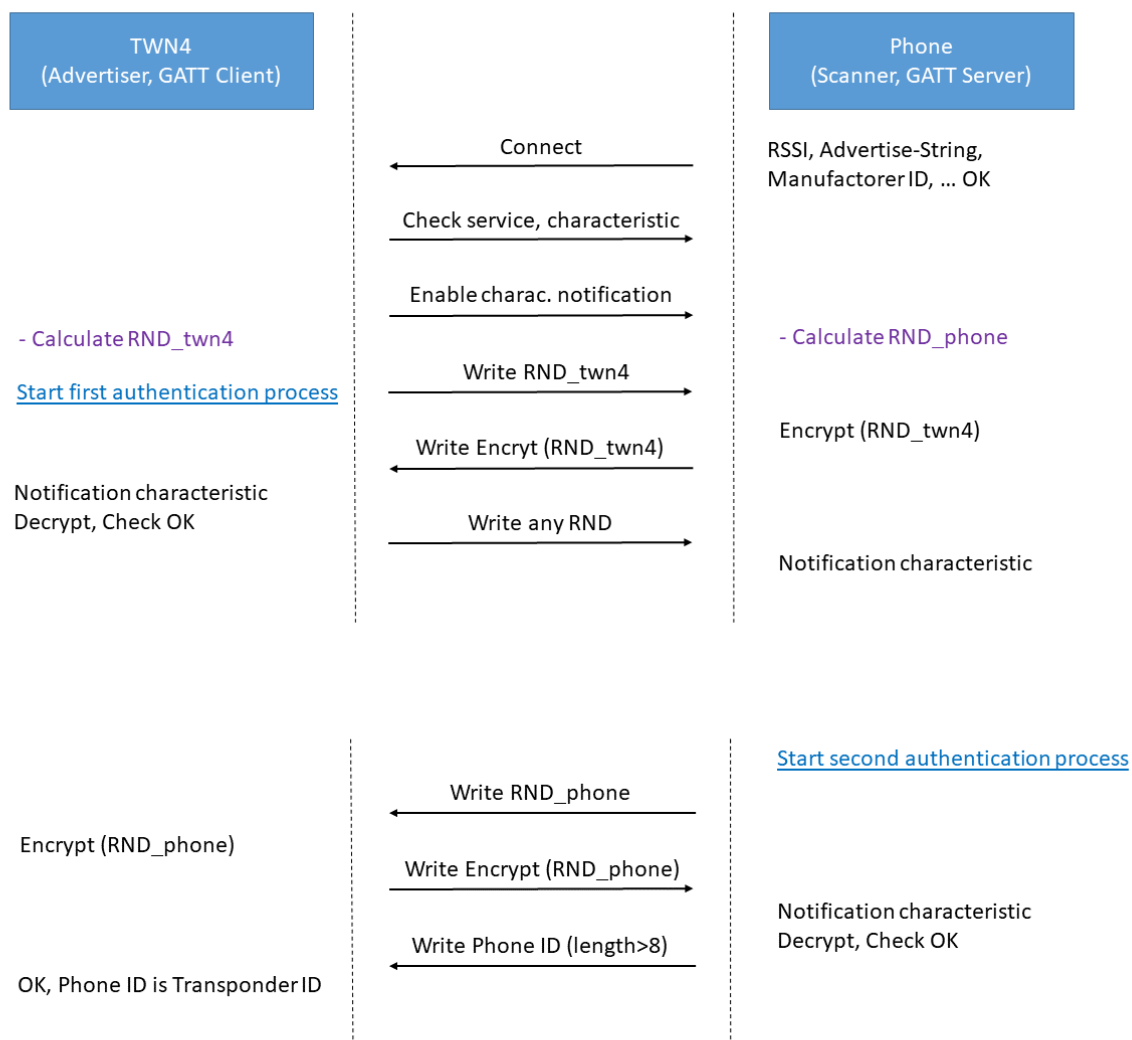 TWN4
(Advertiser, GATT Client)
Phone
(Scanner, GATT Server)
Connect
RSSI, Advertise-String,
Manufactorer ID, ... OK
Check service, characteristic
Enable charac. notification
- Calculate RND_twn4
- Calculate RND_phone
Start first authentication process
Write RND_twn4
Encrypt (RND_twn4)
Write Encryt (RND_twn4)
Notification characteristic
Decrypt, Check OK
Write any RND
Notification characteristic
Start second authentication process
Write RND_phone
Encrypt (RND_phone)
Write Encrypt (RND_phone)
Notification characteristic
Decrypt, Check OK
Write Phone ID (length>8)
OK, Phone ID is Transponder ID